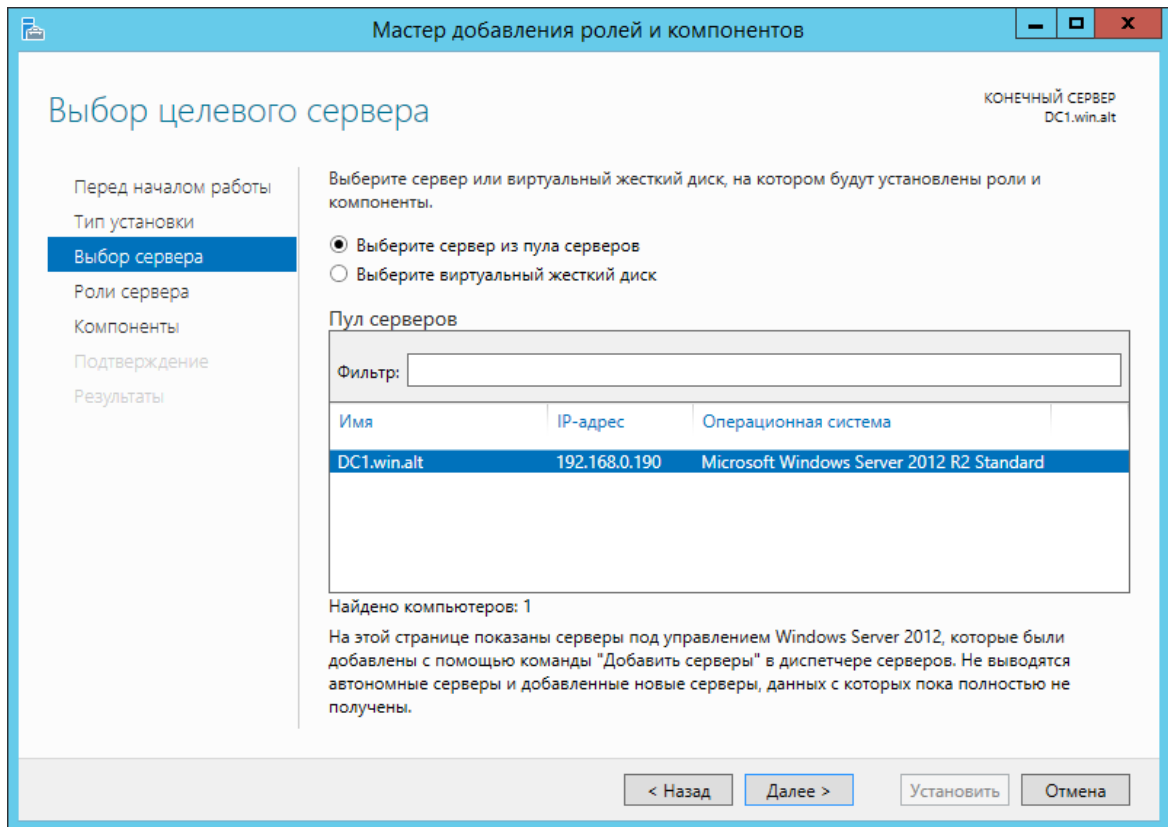 Мастер добавления ролей и компонентов
Выбор целевого сервера
КОНЕЧНЫЙ СЕРВЕР
DC1.win.alt
Перед началом работы
Тип установки
Выбор сервера
Роли сервера
Компоненты
Подтверждение
Результаты
Выберите сервер или виртуальный жесткий диск, на котором будут установлены роли и
компоненты.
Выберите сервер из пула серверов
Выберите виртуальный жесткий диск
Пул серверов
Фильтр:
Имя IP-адрес Операционная система
DC1.win.alt 192.168.0.190 Microsoft Windows Server 2012 R2 Standard
Найдено компьютеров: 1
На этой странице показаны серверы под управлением Windows Server 2012, которые были
добавлены с помощью команды "Добавить серверы" в диспетчере серверов. Не выводятся
автономные серверы и добавленные новые серверы, данных с которых пока полностью не
получены.
< Назад Далее > Установить Отмена